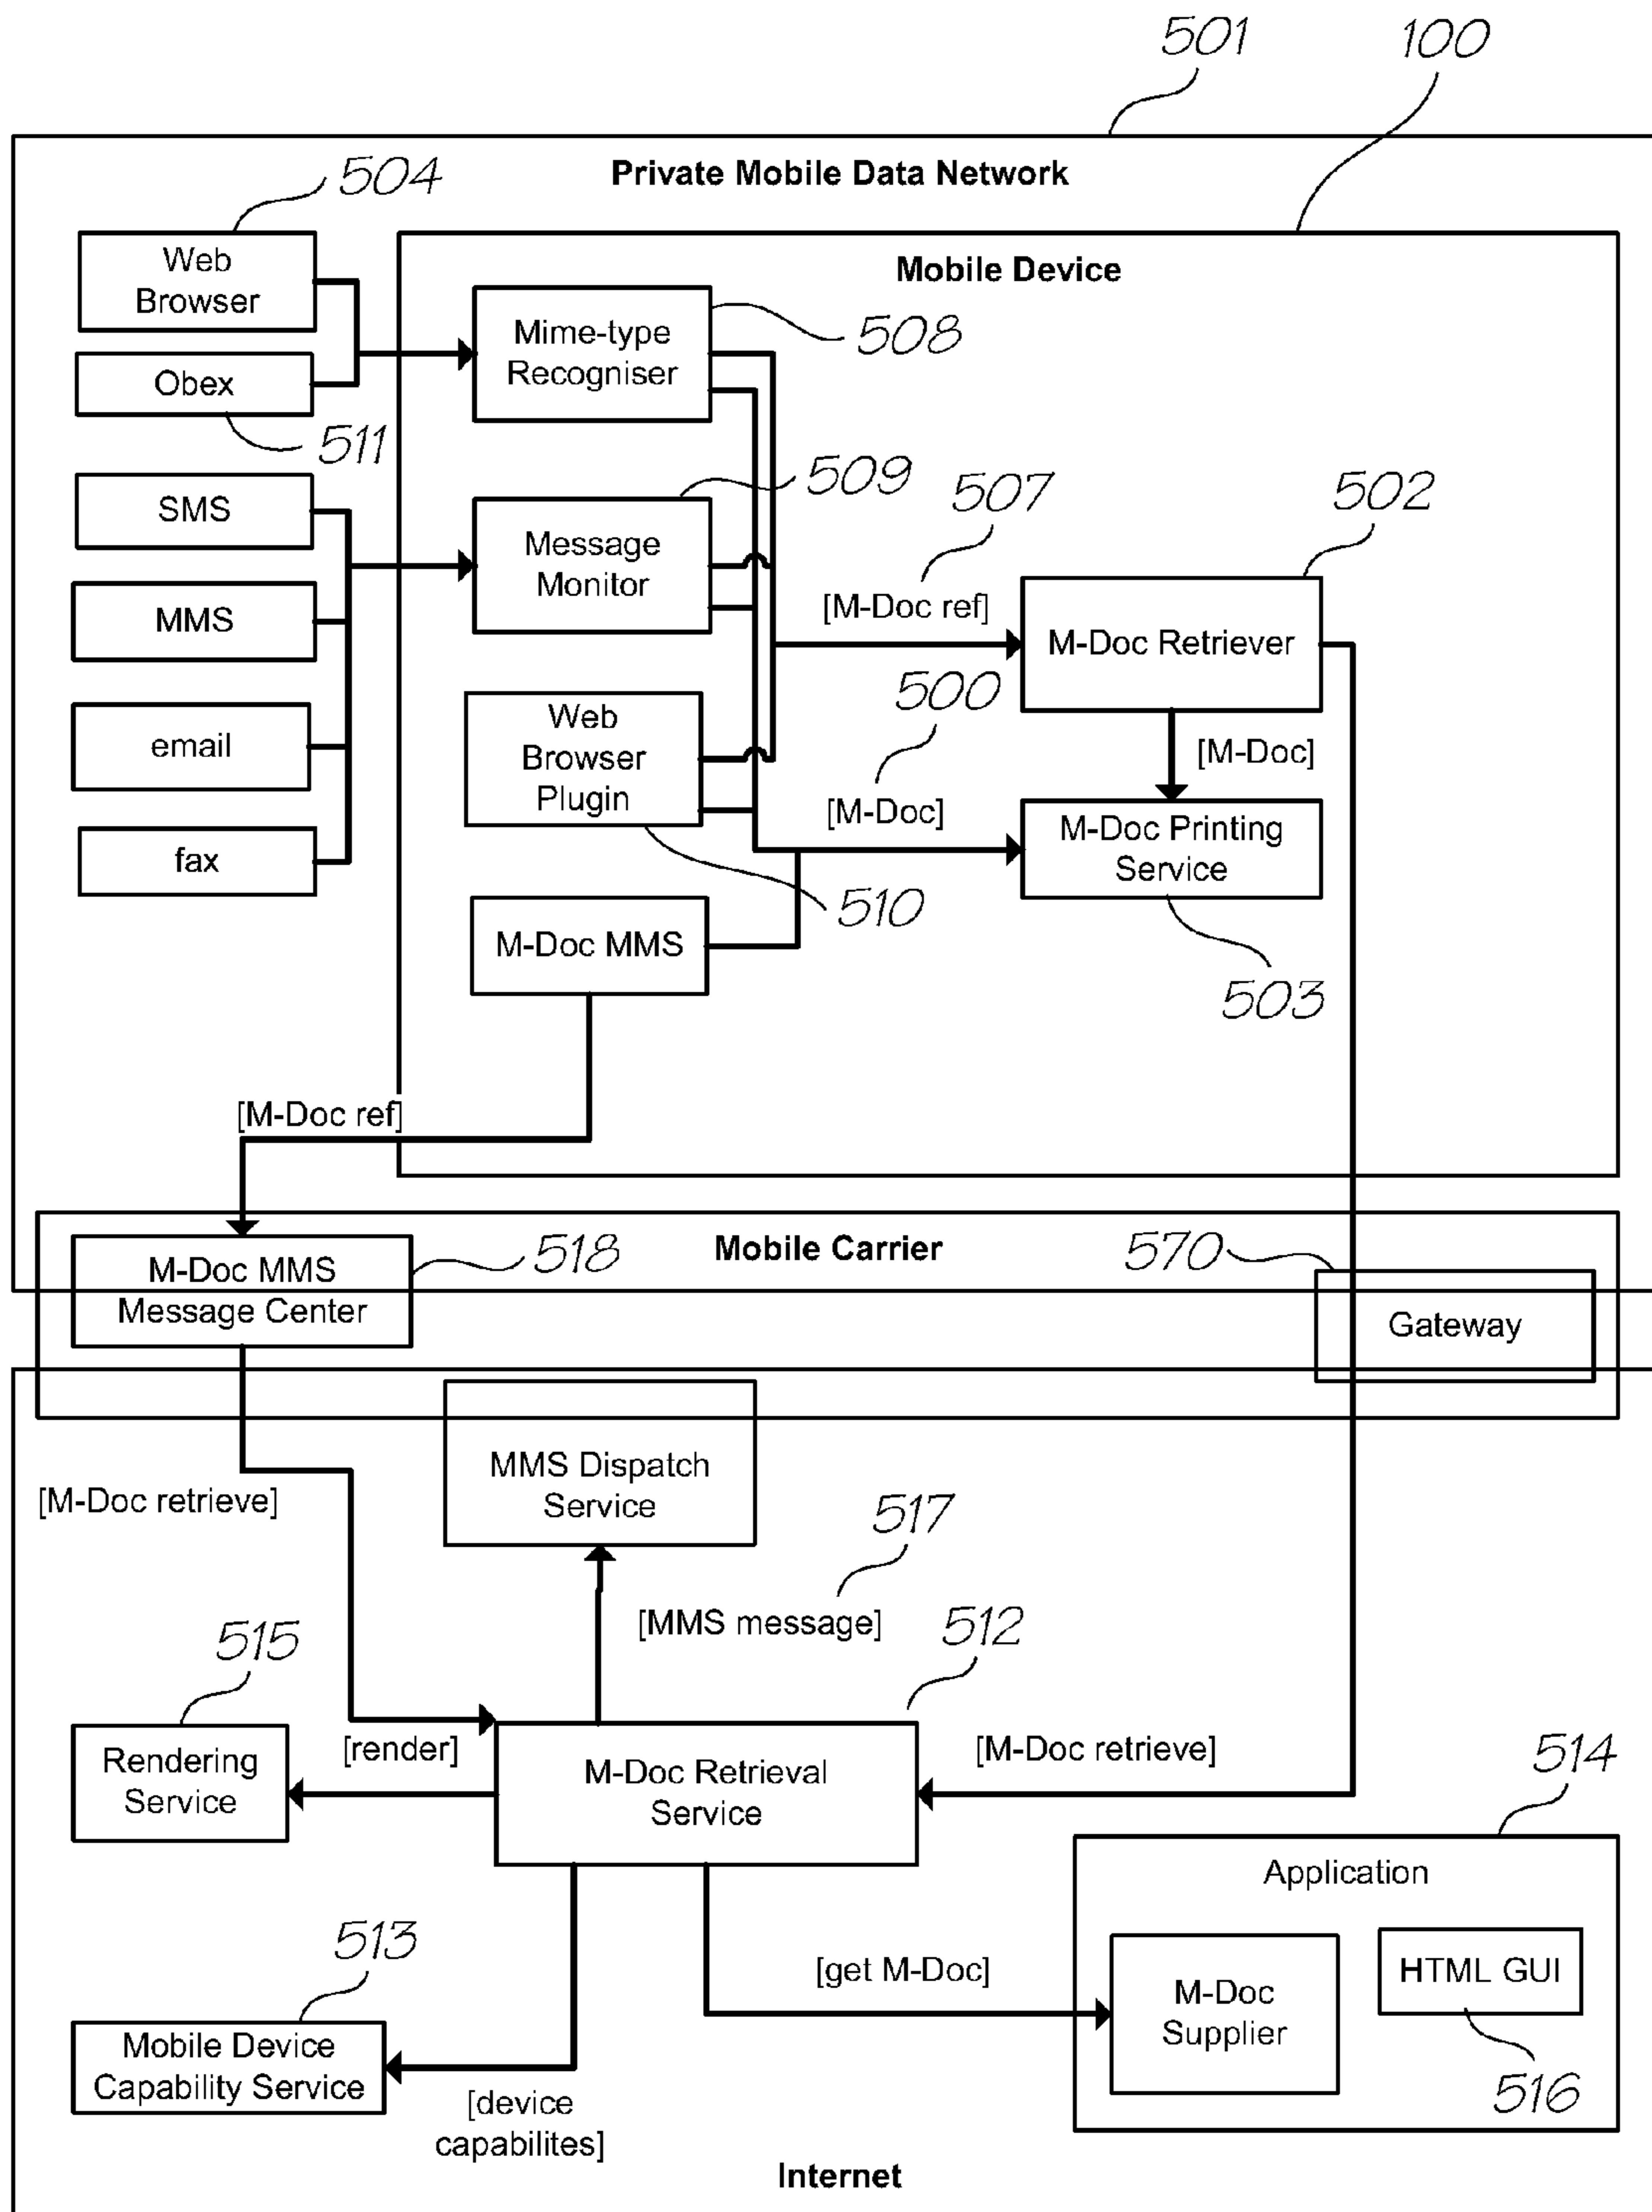 501
100
Private Mobile Data Network
504
Web
Browser
Mobile Device
Mime-type
Recogniser
508
Obex
511
SMS
509
507
502
Message
Monitor
MMS
[M-Doc ref]
M-Doc Retriever
500
email
Web
Browser
Plugin
[M-Doc]
[M-Doc]
M-Doc Printing
Service
fax
510
M-Doc MMS
503
[M-Doc ref]
M-Doc MMS
Message Center
518
Mobile Carrier
570
Gateway
MMS Dispatch
Service
[M-Doc retrieve]
517
[MMS message]
512
515
Rendering
Service
[render]
M-Doc Retrieval
Service
[M-Doc retrieve]
514
Application
513
[get M-Doc]
M-Doc
Supplier
HTML GUI
516
Mobile Device
Capability Service
[device
capabilites]
Internet